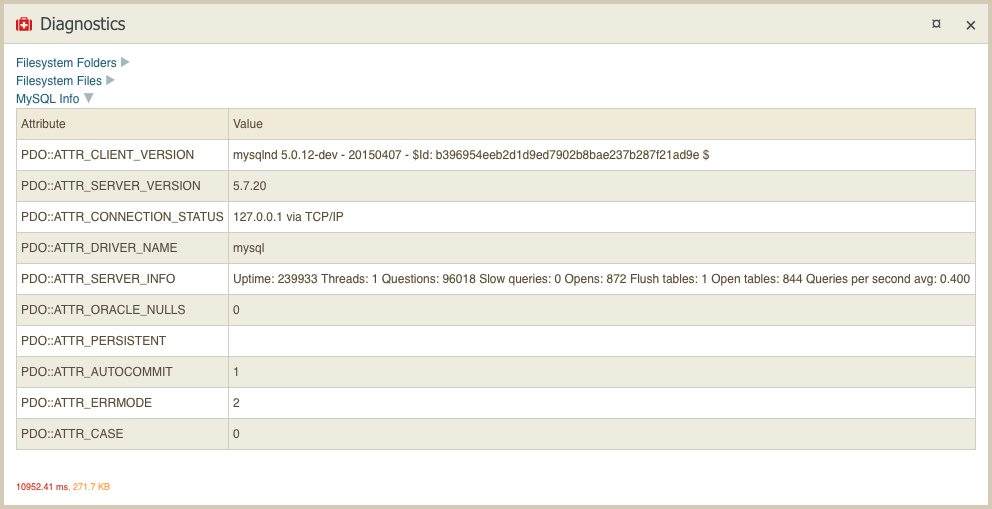 Diagnostics
Filesystem Folders
Filesystem Files
MySQL Info
Attribute Value
PDO::ATTR_CLIENT_VERSION mysqlnd 5.0.12-dev - 20150407 - $Id: b396954eeb2d1d9ed7902b8bae237b287f21ad9e $
PDO::ATTR_SERVER_VERSION 5.7.20
PDO::ATTR_CONNECTION_STATUS 127.0.0.1 via TCP/IP
PDO::ATTR_DRIVER_NAME mysql
PDO::ATTR_SERVER_INFO Uptime: 239933 Threads: 1 Questions: 96018 Slow queries: 0 Opens: 872 Flush tables: 1 Open tables: 844 Queries per second avg: 0.400
PDO::ATTR_ORACLE_NULLS 0
PDO::ATTR_PERSISTENT
PDO::ATTR_AUTOCOMMIT 1
PDO::ATTR_ERRMODE 2
PDO::ATTR_CASE 0
10952.41 ms, 271.7 KB